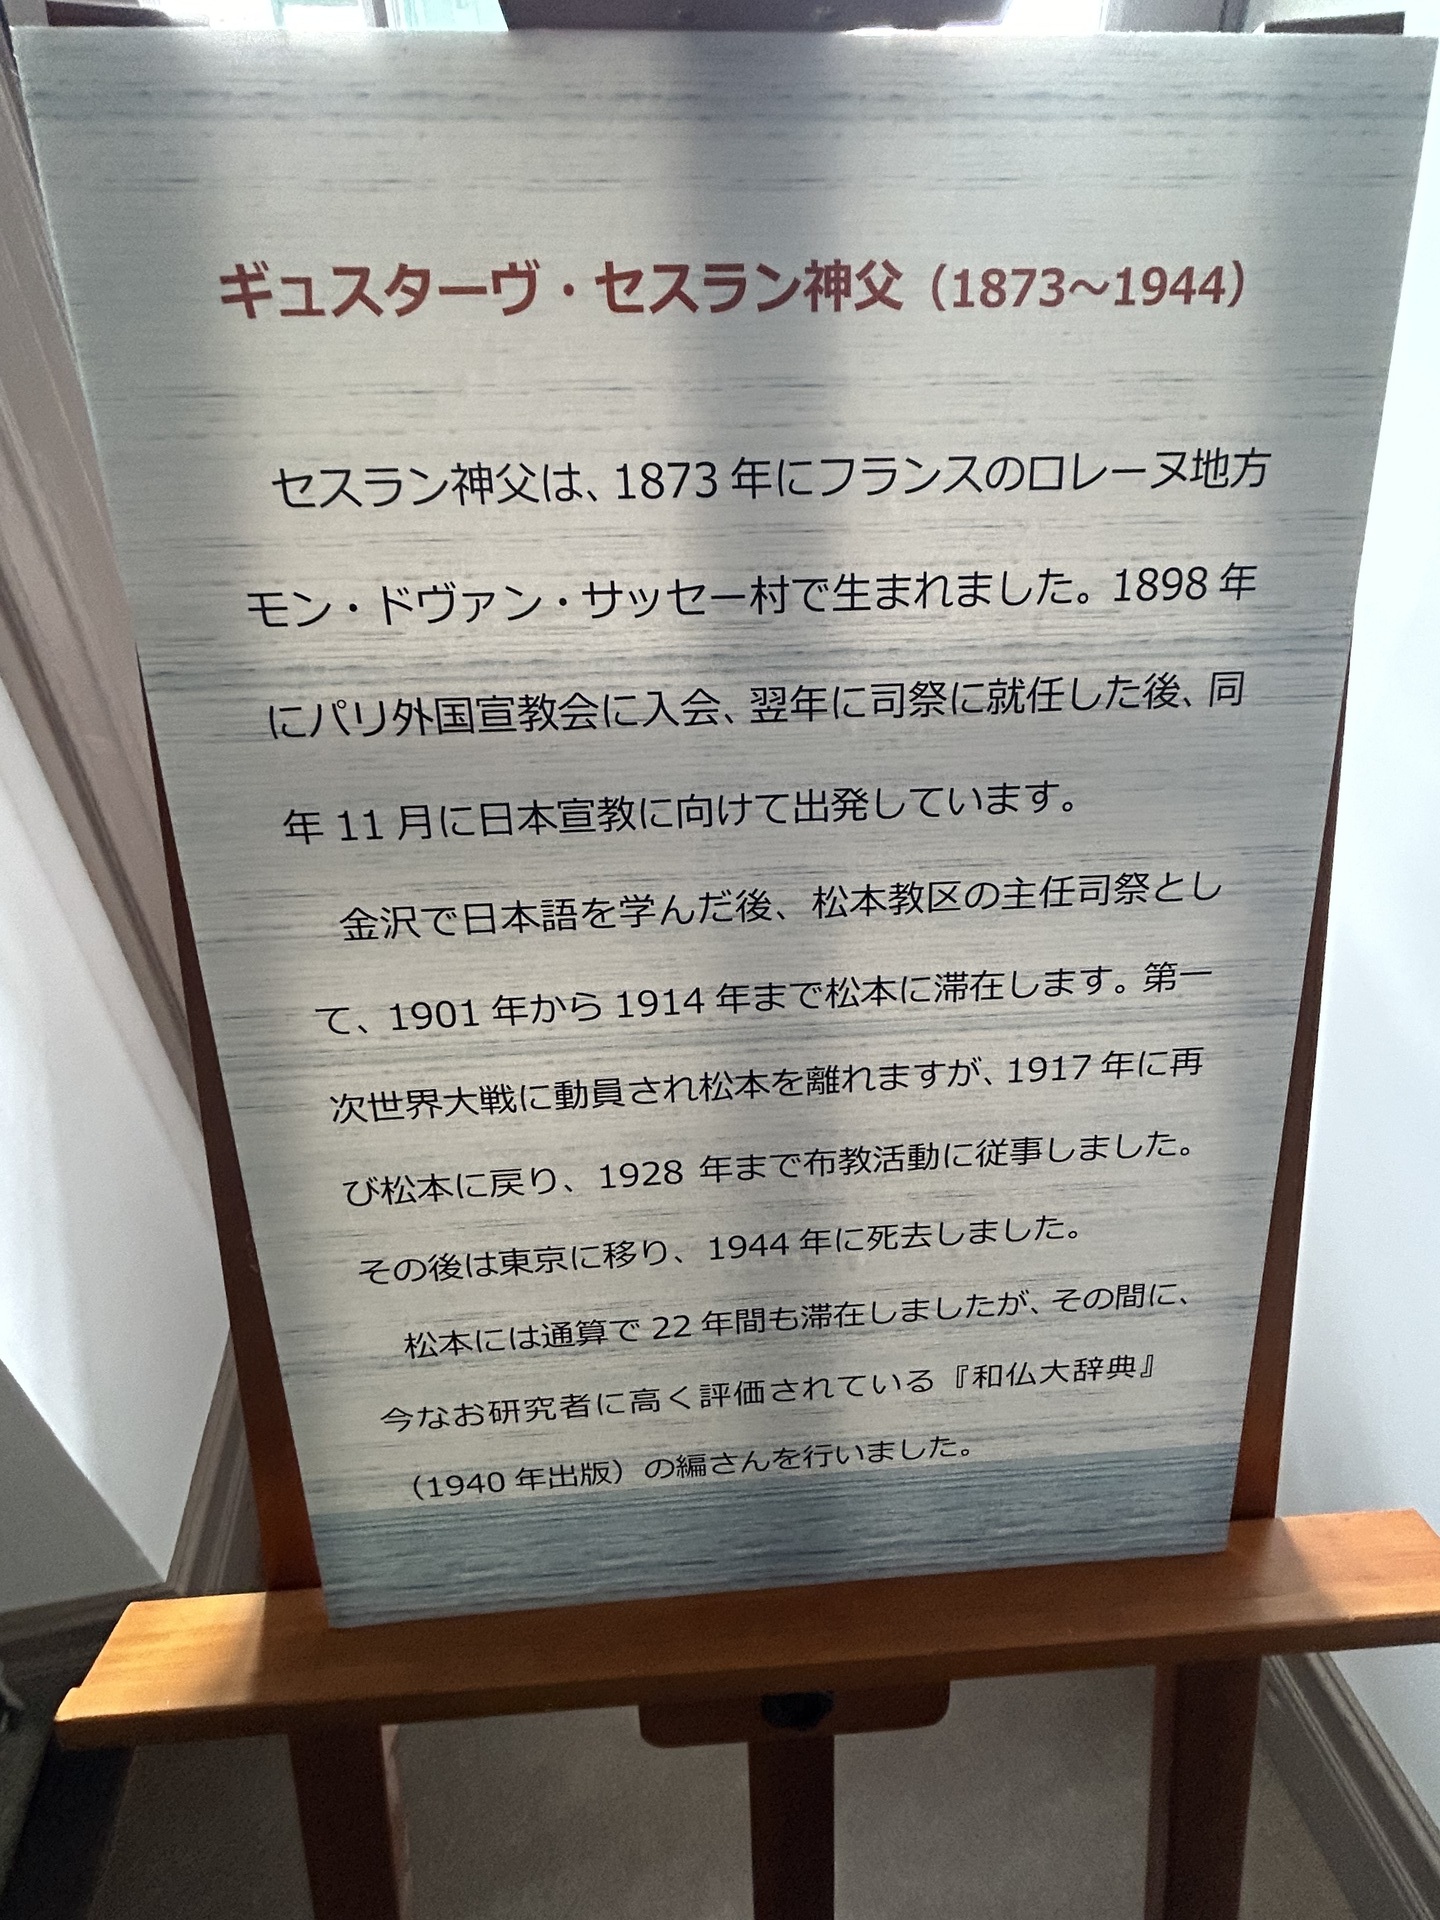 ギュスターヴ・セスラン神父（1873～1944）
セスラン神父は、1873 年にフランスのロレーヌ地方
モン・ドヴァン・サッセー村で生まれました。1898 年
にパリ外国宣教会に入会、翌年に司祭に就任した後、同
年 11 月に日本宣教に向けて出発しています。
金沢で日本語を学んだ後、松本教区の主任司祭とし
て、1901 年から 1914 年まで松本に滞在します。第一
次世界大戦に動員され松本を離れますが、1917 年に再
び松本に戻り、1928 年まで布教活動に従事しました。
その後は東京に移り、1944 年に死去しました。
松本には通算で 22 年間も滞在しましたが、その間に、
今なお研究者に高く評価されている『和仏大辞典』
（1940 年出版）の編さんを行いました。